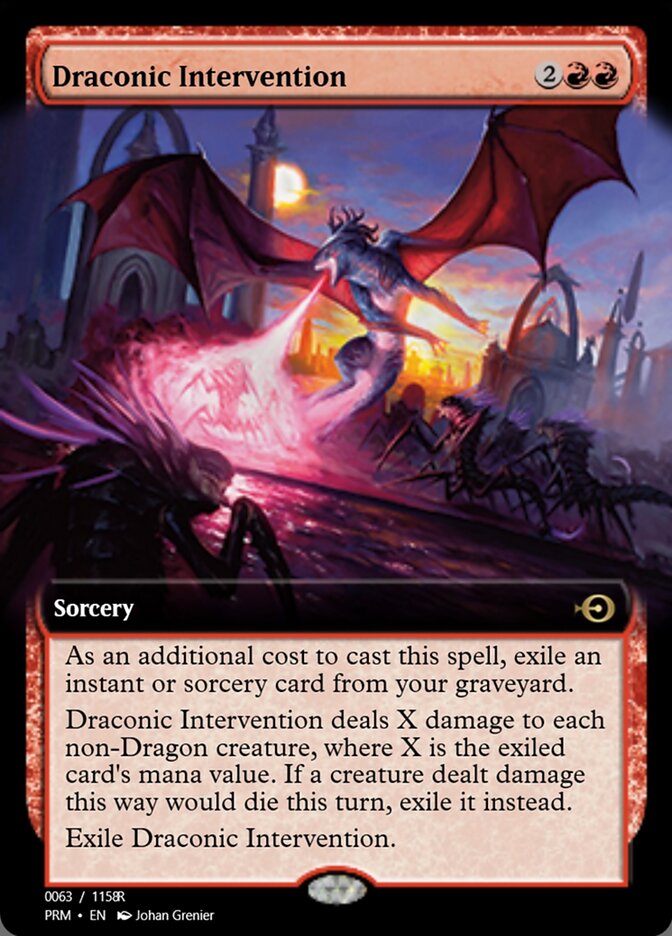 Draconic Intervention 2
Sorcery
As an additional cost to cast this spell, exile an
instant or sorcery card from your graveyard.
Draconic Intervention deals X damage to each
non-Dragon creature, where X is the exiled
card's mana value. If a creature dealt damage
this way would die this turn, exile it instead.
Exile Draconic Intervention.
0063 / 1158R
PRM • EN Johan Grenier